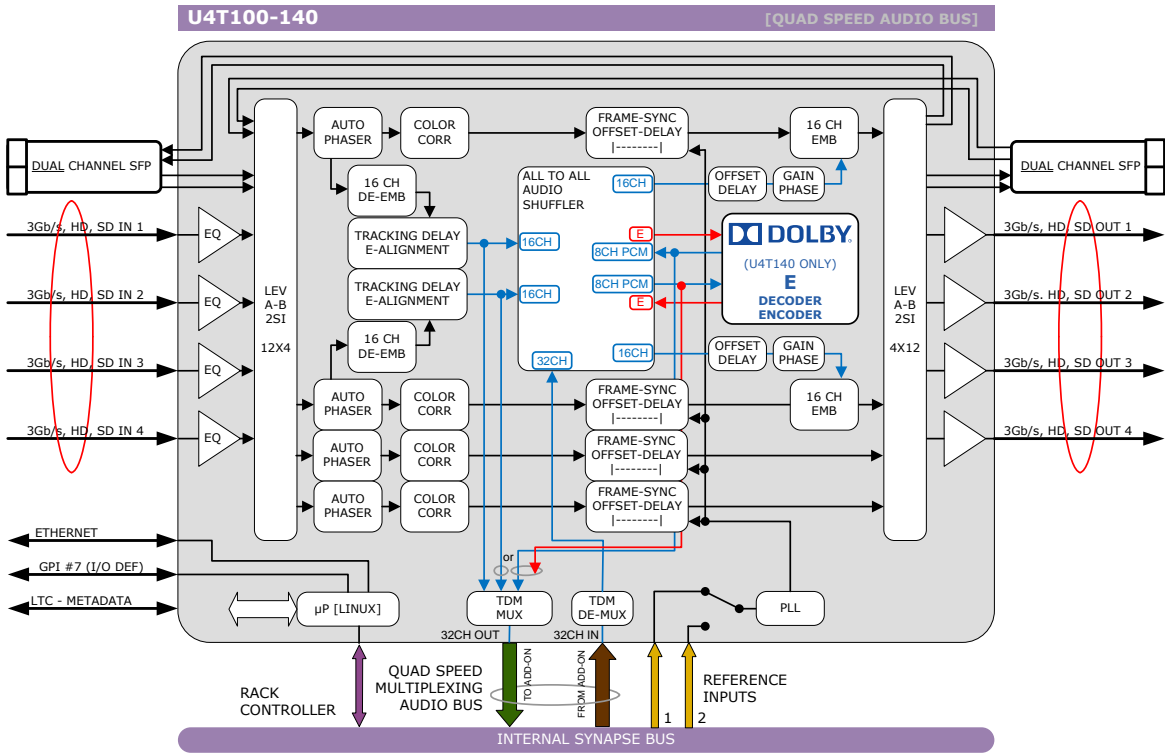 U4T100-140
[QUAD SPEED AUDIO BUS]
DUAL CHANNEL SFP
3Gb/s, HD, SD IN 1
3Gb/s, HD, SD IN 2
3Gb/s, HD, SD IN 3
3Gb/s, HD, SD IN 4
EQ
EQ
EQ
EQ
LEV
A-B
2SI
12X4
AUTO
PHASER
COLOR
CORR
FRAME-SYNC
OFFSET-DELAY
|--------|
16 CH
EMB
16 CH
DE-EMB
TRACKING DELAY
E-ALIGNMENT
TRACKING DELAY
E-ALIGNMENT
16 CH
DE-EMB
ALL TO ALL
AUDIO
SHUFFLER
16CH
16CH
16CH
E
8CH PCM
8CH PCM
E
16CH
32CH
OFFSET
DELAY
GAIN
PHASE
DOLBY.
(U4T140 ONLY)
E
DECODER
ENCODER
OFFSET
DELAY
GAIN
PHASE
16 CH
EMB
AUTO
PHASER
COLOR
CORR
FRAME-SYNC
OFFSET-DELAY
|--------|
AUTO
PHASER
COLOR
CORR
FRAME-SYNC
OFFSET-DELAY
|--------|
AUTO
PHASER
COLOR
CORR
FRAME-SYNC
OFFSET-DELAY
|--------|
LEV
A-B
2SI
4X12
DUAL CHANNEL SFP
3Gb/s, HD, SD OUT 1
3Gb/s. HD, SD OUT 2
3Gb/s, HD, SD OUT 3
3Gb/s, HD, SD OUT 4
ETHERNET
GPI #7 (I/O DEF)
LTC - METADATA
µP [LINUX]
or
TDM
MUX
TDM
DE-MUX
PLL
32CH OUT
32CH IN
RACK
CONTROLLER
QUAD SPEED
MULTIPLEXING
AUDIO BUS
TO ADD-ON
FROM ADD-ON
1
2
REFERENCE
INPUTS
INTERNAL SYNAPSE BUS